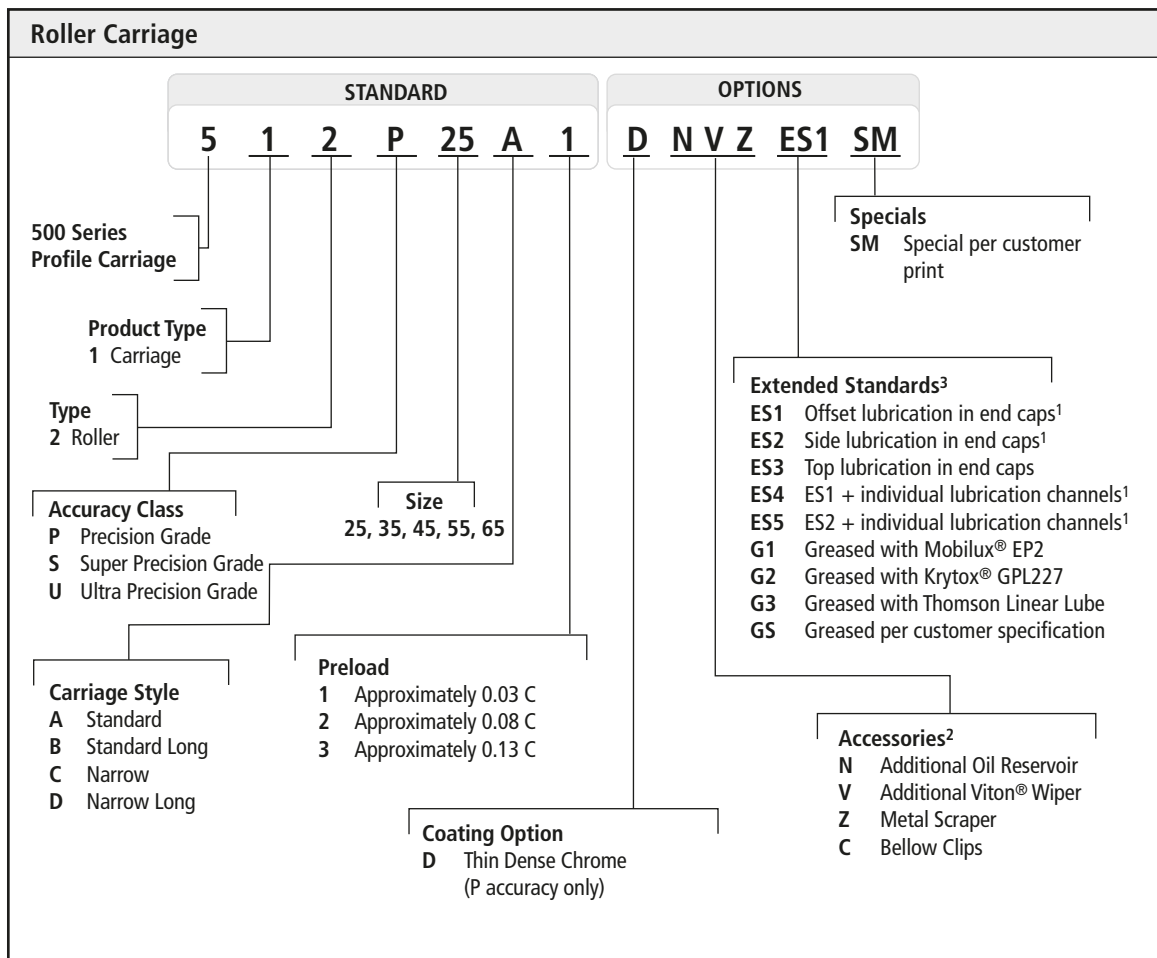 Roller Carriage
STANDARD
OPTIONS
5 1 2 P 25 A 1 D N V Z ES1 SM
500 Series
Profile Carriage
Product Type
1 Carriage
Type
2 Roller
Accuracy Class
P Precision Grade
S Super Precision Grade
U Ultra Precision Grade
Size
25, 35, 45, 55, 65
Carriage Style
A Standard
B Standard Long
C Narrow
D Narrow Long
Preload
1 Approximately 0.03 C
2 Approximately 0.08 C
3 Approximately 0.13 C
Coating Option
D Thin Dense Chrome
(P accuracy only)
Specials
SM Special per customer
print
Extended Standards³
ES1 Offset lubrication in end caps¹
ES2 Side lubrication in end caps¹
ES3 Top lubrication in end caps
ES4 ES1 + individual lubrication channels¹
ES5 ES2 + individual lubrication channels¹
G1 Greased with Mobilux® EP2
G2 Greased with Krytox® GPL227
G3 Greased with Thomson Linear Lube
GS Greased per customer specification
Accessories²
N Additional Oil Reservoir
V Additional Viton® Wiper
Z Metal Scraper
C Bellow Clips